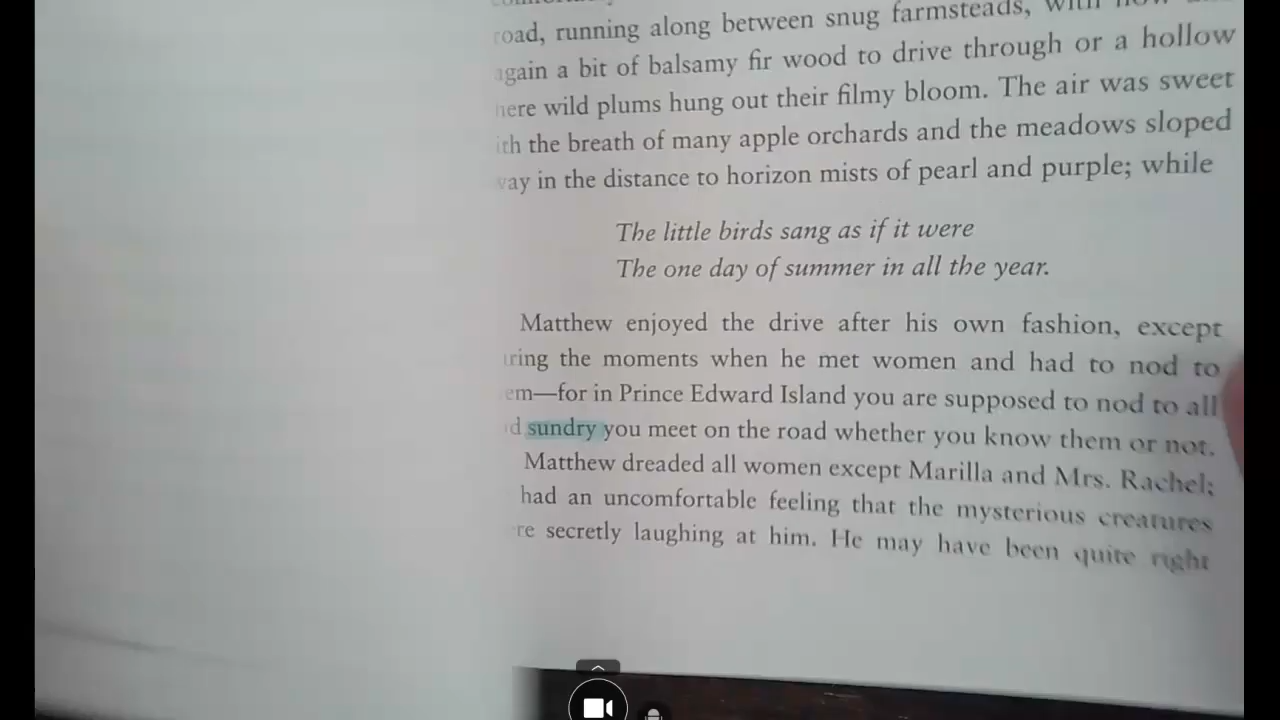 road, running along between snug farmsteads, with now
again a bit of balsamy fir wood to drive through or a hollow
here wild plums hung out their filmy bloom. The air was sweet
ith the breath of many apple orchards and the meadows sloped
way in the distance to horizon mists of pearl and purple; while
The little birds sang as if it were
The one day of summer in all the year.
Matthew enjoyed the drive after his own fashion, except
uring the moments when he met women and had to nod to
em—for in Prince Edward Island you are supposed to nod to all
d sundry you meet on the road whether you know them or not.
Matthew dreaded all women except Marilla and Mrs. Rachel;
had an uncomfortable feeling that the mysterious creatures
re secretly laughing at him. He may have been quite right